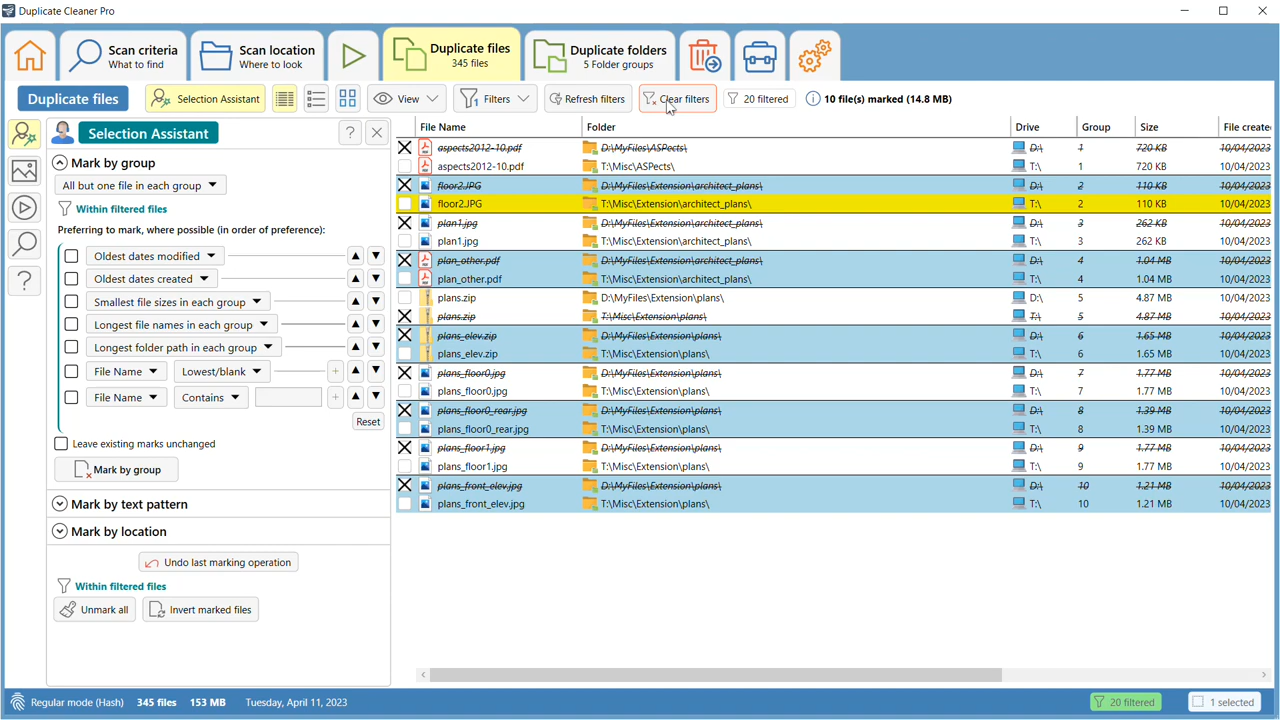 Duplicate Cleaner Pro
Scan criteria
What to find
Scan location
Where to look
Duplicate files
345 files
Duplicate folders
5 Folder groups
Duplicate files
Selection Assistant
View
Filters
Refresh filters
Clear filters
20 filtered
10 file(s) marked (14.8 MB)
Selection Assistant
?
Mark by group
All but one file in each group
Within filtered files
Preferring to mark, where possible (in order of preference):
Oldest dates modified
Oldest dates created
Smallest file sizes in each group
Longest file names in each group
Longest folder path in each group
File Name Lowest/blank +
File Name Contains +
Reset
Leave existing marks unchanged
Mark by group
Mark by text pattern
Mark by location
Undo last marking operation
Within filtered files
Unmark all Invert marked files
File Name Folder Drive Group Size File create
aspects2012-10.pdf D:\MyFiles\ASPects\ D:\ 1 720 KB 10/04/2023
aspects2012-10.pdf T:\Misc\ASPects\ T:\ 1 720 KB 10/04/2023
floor2.JPG D:\MyFiles\Extension\architect_plans\ D:\ 2 110 KB 10/04/2023
floor2.JPG T:\Misc\Extension\architect_plans\ T:\ 2 110 KB 10/04/2023
plan1.jpg D:\MyFiles\Extension\architect_plans\ D:\ 3 262 KB 10/04/2023
plan1.jpg T:\Misc\Extension\architect_plans\ T:\ 3 262 KB 10/04/2023
plan_other.pdf D:\MyFiles\Extension\architect_plans\ D:\ 4 1.04 MB 10/04/2023
plan_other.pdf T:\Misc\Extension\architect_plans\ T:\ 4 1.04 MB 10/04/2023
plans.zip D:\MyFiles\Extension\plans\ D:\ 5 4.87 MB 10/04/2023
plans.zip T:\Misc\Extension\plans\ T:\ 5 4.87 MB 10/04/2023
plans_elev.zip D:\MyFiles\Extension\plans\ D:\ 6 1.65 MB 10/04/2023
plans_elev.zip T:\Misc\Extension\plans\ T:\ 6 1.65 MB 10/04/2023
plans_floor0.jpg D:\MyFiles\Extension\plans\ D:\ 7 1.77 MB 10/04/2023
plans_floor0.jpg T:\Misc\Extension\plans\ T:\ 7 1.77 MB 10/04/2023
plans_floor0_rear.jpg D:\MyFiles\Extension\plans\ D:\ 8 1.39 MB 10/04/2023
plans_floor0_rear.jpg T:\Misc\Extension\plans\ T:\ 8 1.39 MB 10/04/2023
plans_floor1.jpg D:\MyFiles\Extension\plans\ D:\ 9 1.77 MB 10/04/2023
plans_floor1.jpg T:\Misc\Extension\plans\ T:\ 9 1.77 MB 10/04/2023
plans_front_elev.jpg D:\MyFiles\Extension\plans\ D:\ 10 1.21 MB 10/04/2023
plans_front_elev.jpg T:\Misc\Extension\plans\ T:\ 10 1.21 MB 10/04/2023
Regular mode (Hash) 345 files 153 MB Tuesday, April 11, 2023 20 filtered 1 selected